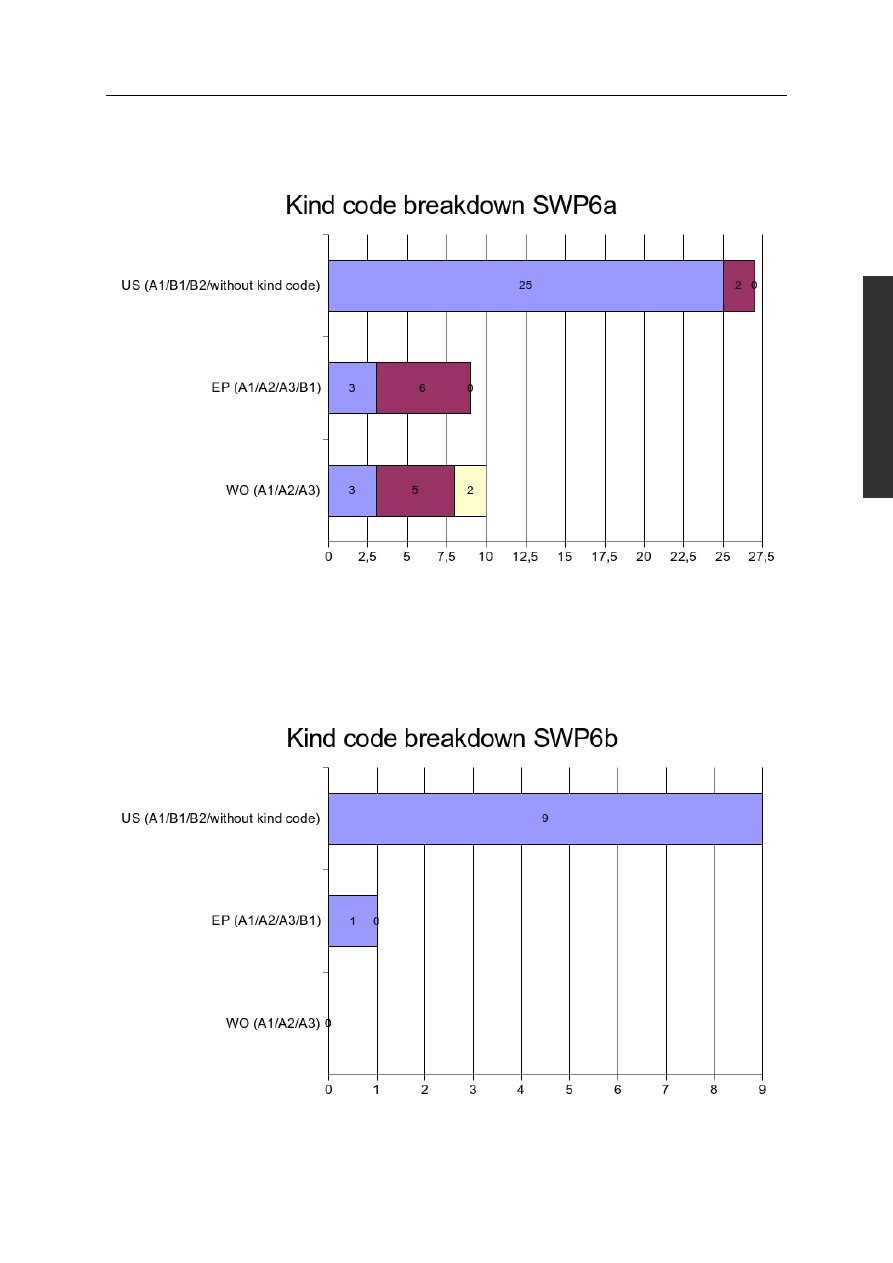 Kind code breakdown SWP6a
US (A1/B1/B2/without kind code) 25 2 0
EP (A1/A2/A3/B1) 3 6 0
WO (A1/A2/A3) 3 5 2
0 2,5 5 7,5 10 12,5 15 17,5 20 22,5 25 27,5
Kind code breakdown SWP6b
US (A1/B1/B2/without kind code) 9
EP (A1/A2/A3/B1) 1 0
WO (A1/A2/A3) 0
0 1 2 3 4 5 6 7 8 9